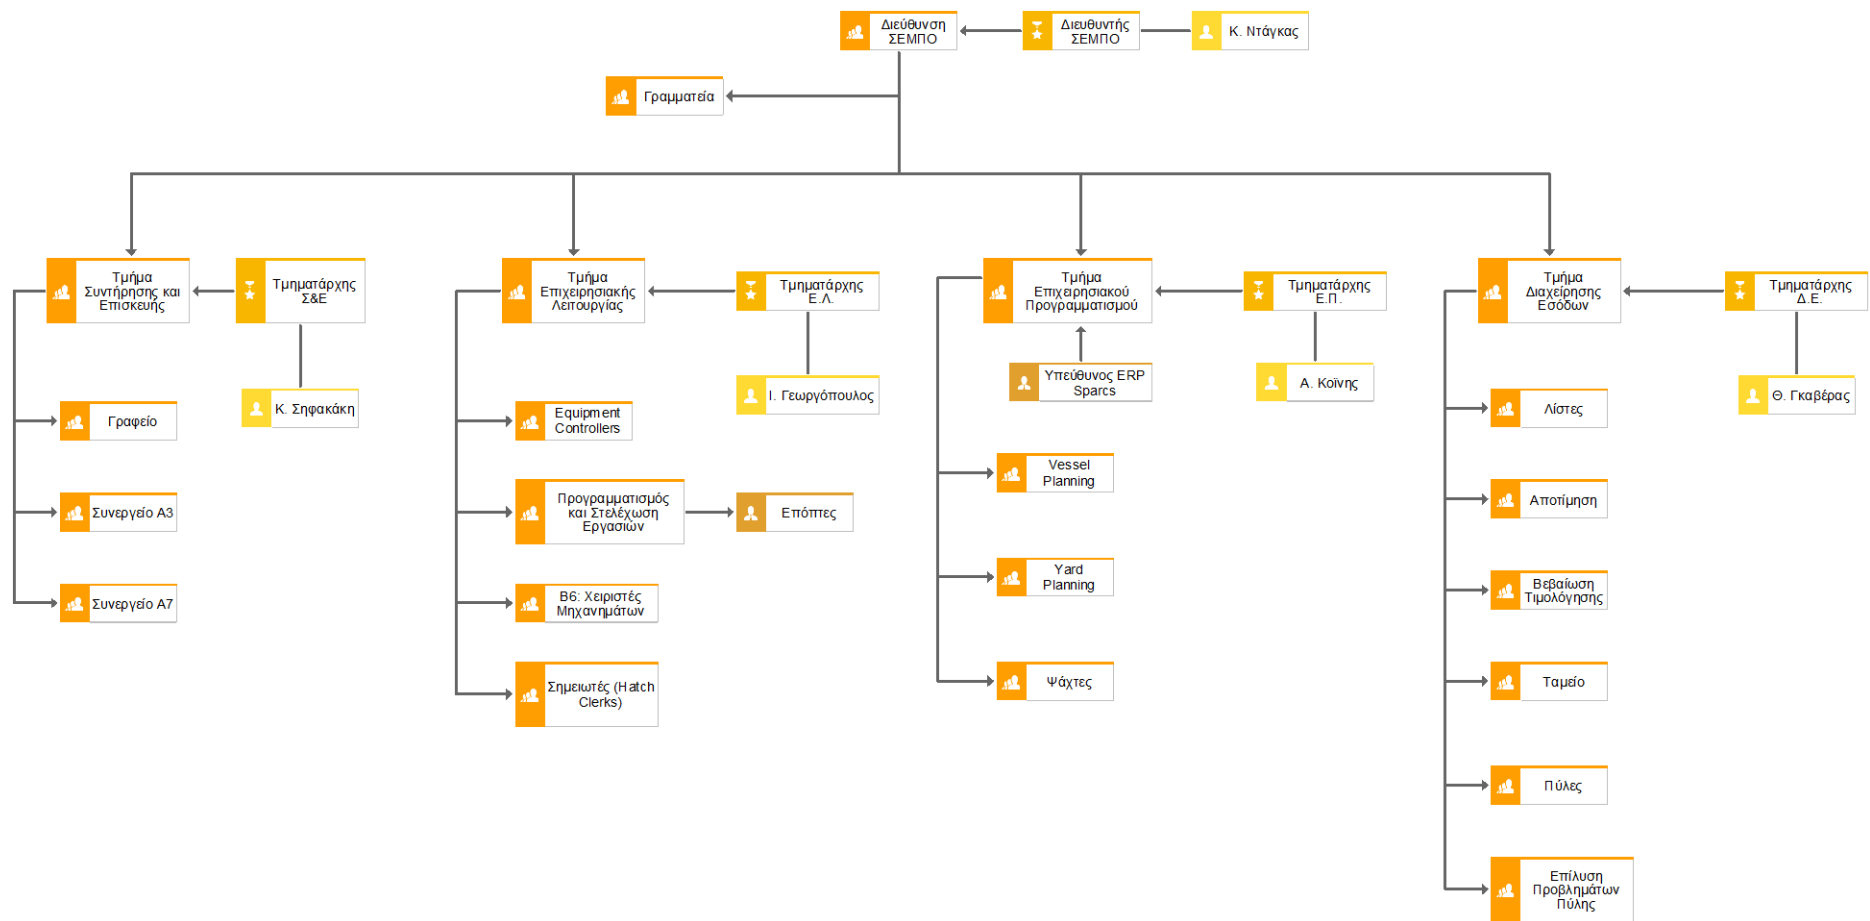 Διεύθυνση
ΣΕΜΠΟ
Διευθυντής
ΣΕΜΠΟ
Κ. Ντάγκας
Γραμματεία
Τμήμα
Συντήρησης και
Επισκευής
Τμηματάρχης
Σ&Ε
Κ. Σηφακάκη
Γραφείο
Συνεργείο Α3
Συνεργείο Α7
Τμήμα
Επιχειρησιακής
Λειτουργίας
Τμηματάρχης
Ε.Λ.
Ι. Γεωργόπουλος
Equipment
Controllers
Προγραμματισμός
και Στελέχωση
Εργασιών
Επόπτες
Β6: Χειριστές
Μηχανημάτων
Σημειωτές (Hatch
Clerks)
Τμήμα
Επιχειρησιακού
Προγραμματισμού
Τμηματάρχης
Ε.Π.
Υπεύθυνος ERP
Sparcs
Α. Κοϊνης
Vessel
Planning
Yard
Planning
Ψάχτες
Τμήμα
Διαχείρησης
Εσόδων
Τμηματάρχης
Δ.Ε.
Θ. Γκαβέρας
Λίστες
Αποτίμηση
Βεβαίωση
Τιμολόγησης
Ταμείο
Πύλες
Επίλυση
Προβλημάτων
Πύλης